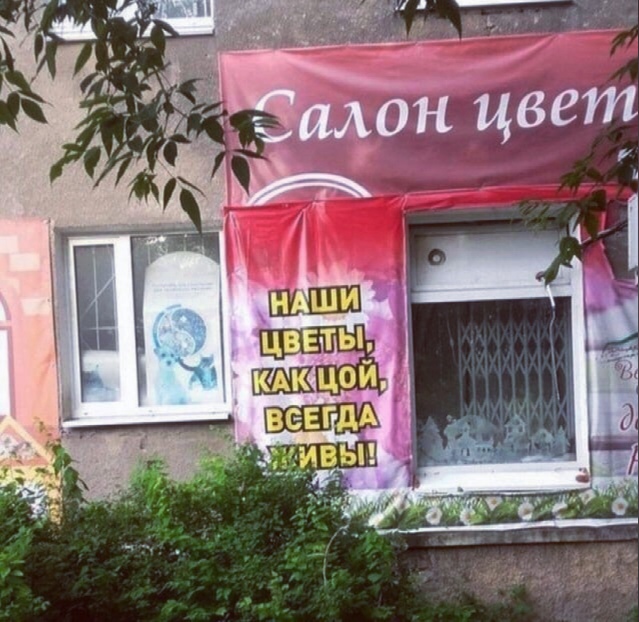 Салон цвет
НАШИ
ЦВЕТЫ,
КАК ЦОЙ,
ВСЕГДА
ЖИВЫ!